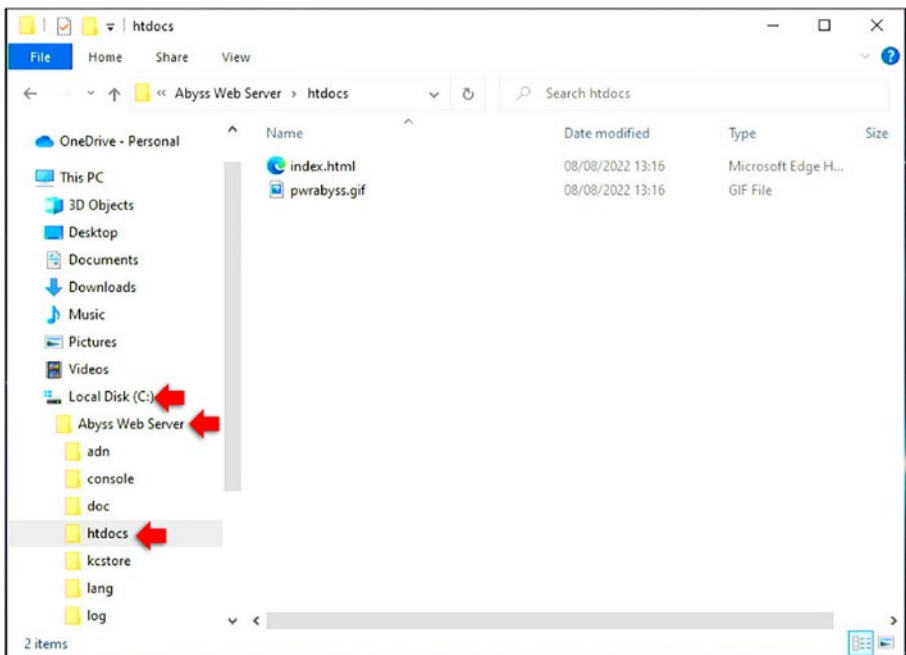 htdocs
File Home Share View
« Abyss Web Server › htdocs Search htdocs
OneDrive - Personal
This PC
3D Objects
Desktop
Documents
Downloads
Music
Pictures
Videos
Local Disk (C:)
Abyss Web Server
adn
console
doc
htdocs
kcstore
lang
log
Name Date modified Type Size
index.html 08/08/2022 13:16 Microsoft Edge H...
pwrabyss.gif 08/08/2022 13:16 GIF File
2 items